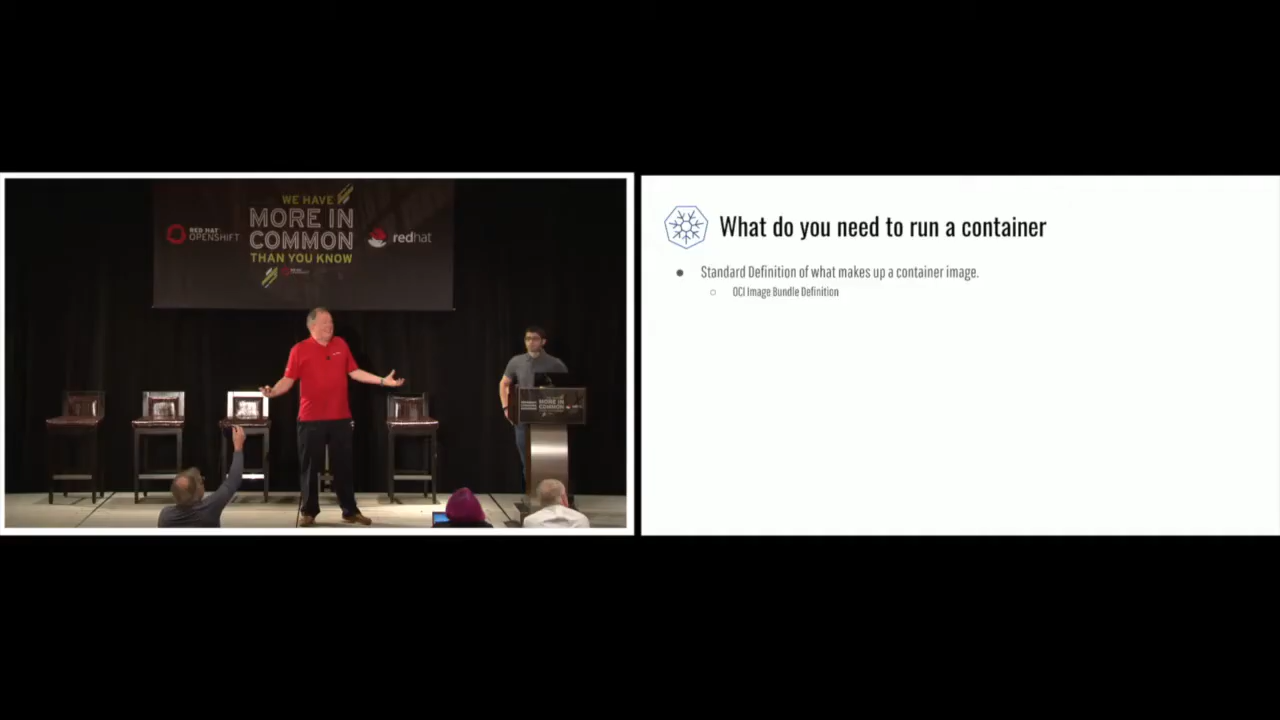 WE HAVE
MORE IN
COMMON
THAN YOU KNOW
RED HAT
OPENSHIFT
redhat
MORE IN
COMMON
What do you need to run a container
Standard Definition of what makes up a container image.
OCI Image Bundle Definition